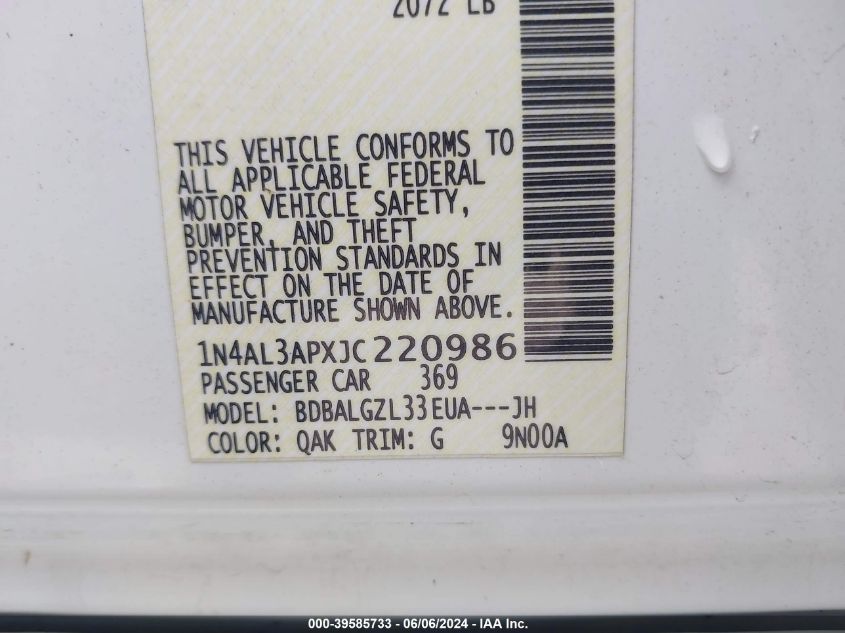 2072 LB
THIS VEHICLE CONFORMS TO
ALL APPLICABLE FEDERAL
MOTOR VEHICLE SAFETY,
BUMPER, AND THEFT
PREVENTION STANDARDS IN
EFFECT ON THE DATE OF
MANUFACTURE SHOWN ABOVE.
1N4AL3APXJC220986
PASSENGER CAR 369
MODEL: BDBALGZL33EUA---JH
COLOR: QAK TRIM: G 9N00A
000-39585733 - 06/06/2024 - IAA Inc.